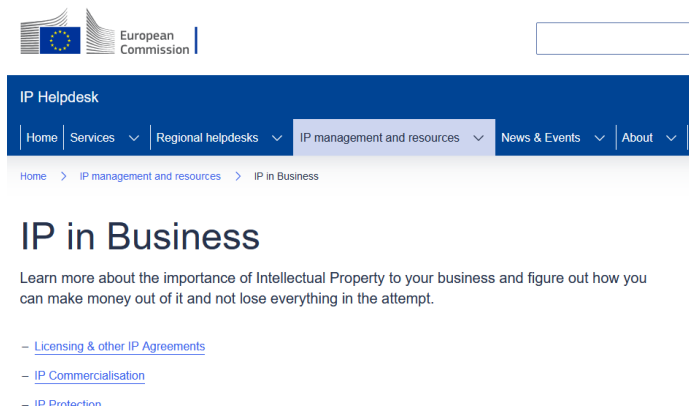 European
Commission
IP Helpdesk
Home Services Regional helpdesks IP management and resources News & Events About
Home > IP management and resources > IP in Business
IP in Business
Learn more about the importance of Intellectual Property to your business and figure out how you
can make money out of it and not lose everything in the attempt.
– Licensing & other IP Agreements
– IP Commercialisation
– IP Protection